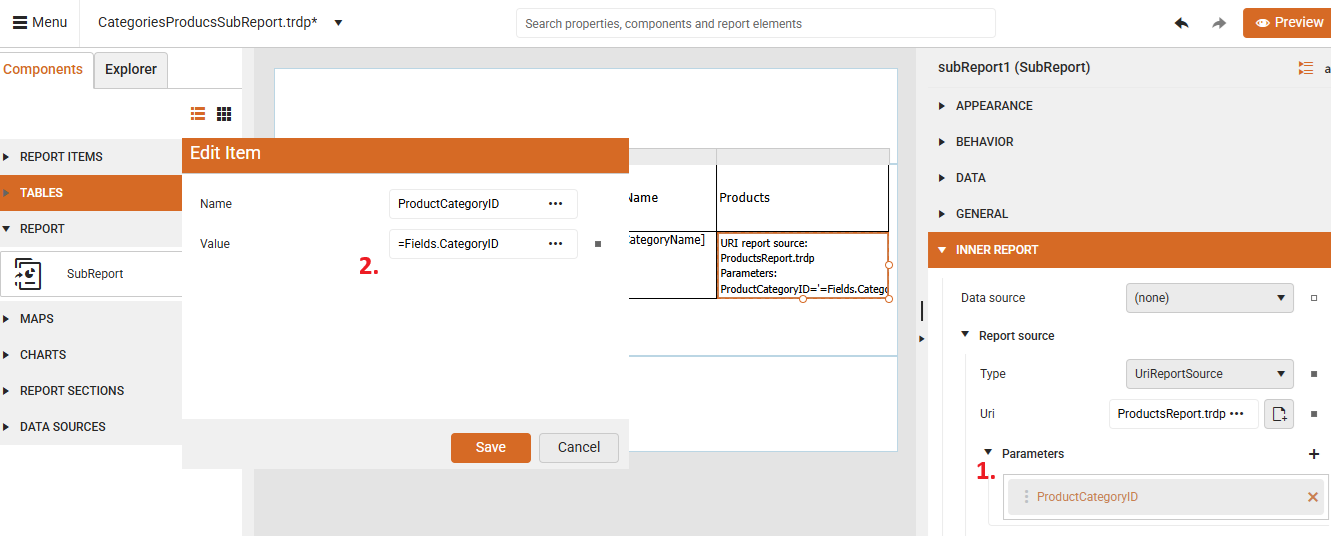 Menu
CategoriesProducsSubReport.trdp*
Search properties, components and report elements
Preview
Components
Explorer
REPORT ITEMS
TABLES
REPORT
SubReport
MAPS
CHARTS
REPORT SECTIONS
DATA SOURCES
Edit Item
Name
ProductCategoryID
Value
=Fields.CategoryID
2.
Save
Cancel
Name
Products
CategoryName]
URI report source:
ProductsReport.trdp
Parameters:
ProductCategoryID='=Fields.Catego
subReport1 (SubReport)
a
APPEARANCE
BEHAVIOR
DATA
GENERAL
INNER REPORT
Data source
(none)
Report source
Type
UriReportSource
Uri
ProductsReport.trdp
Parameters
1.
ProductCategoryID